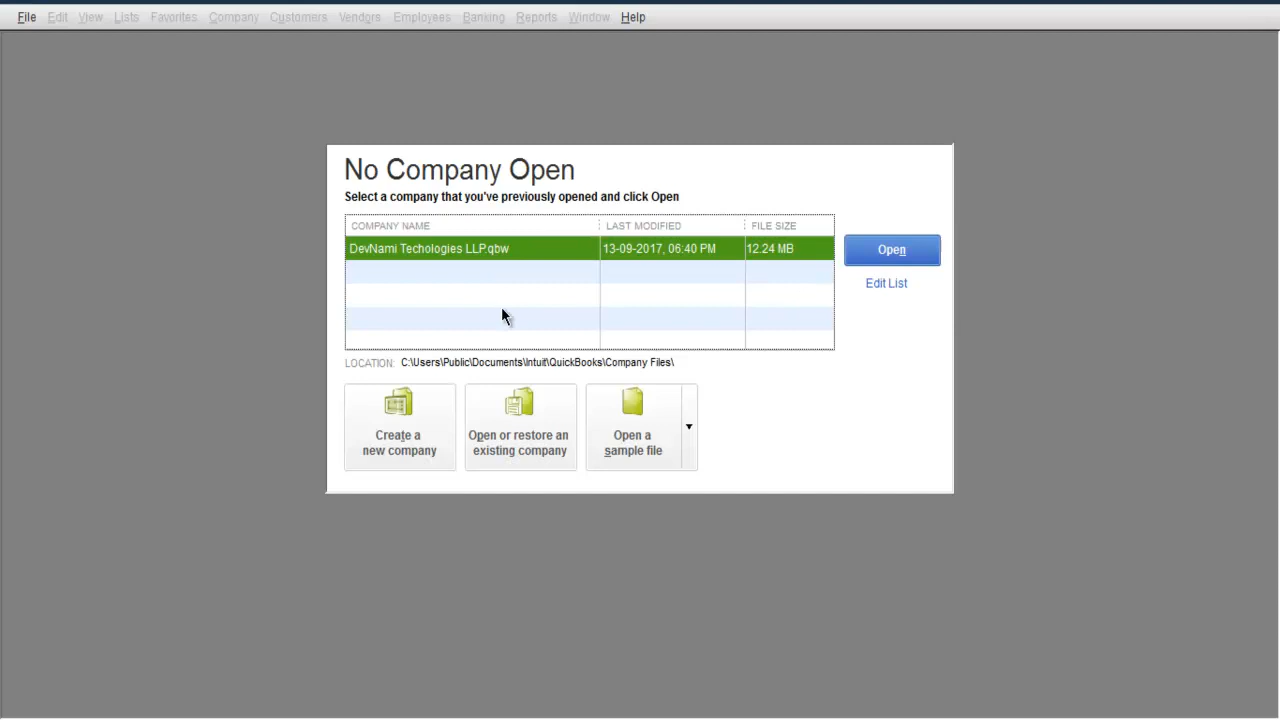 File Edit View Lists Favorites Company Customers Vendors Employees Banking Reports Window Help
No Company Open
Select a company that you've previously opened and click Open
COMPANY NAME LAST MODIFIED FILE SIZE
DevNami Techologies LLP.qbw 13-09-2017, 06:40 PM 12.24 MB
Open
Edit List
LOCATION: C:\Users\Public\Documents\Intuit\QuickBooks\Company Files\
Create a
new company
Open or restore an
existing company
Open a
sample file